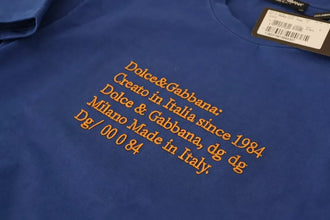 Dolce&Gabbana:
Creato in Italia since 1984
Dolce & Gabbana, dg dg
Milano Made in Italy.
Dg/ 00 0 84